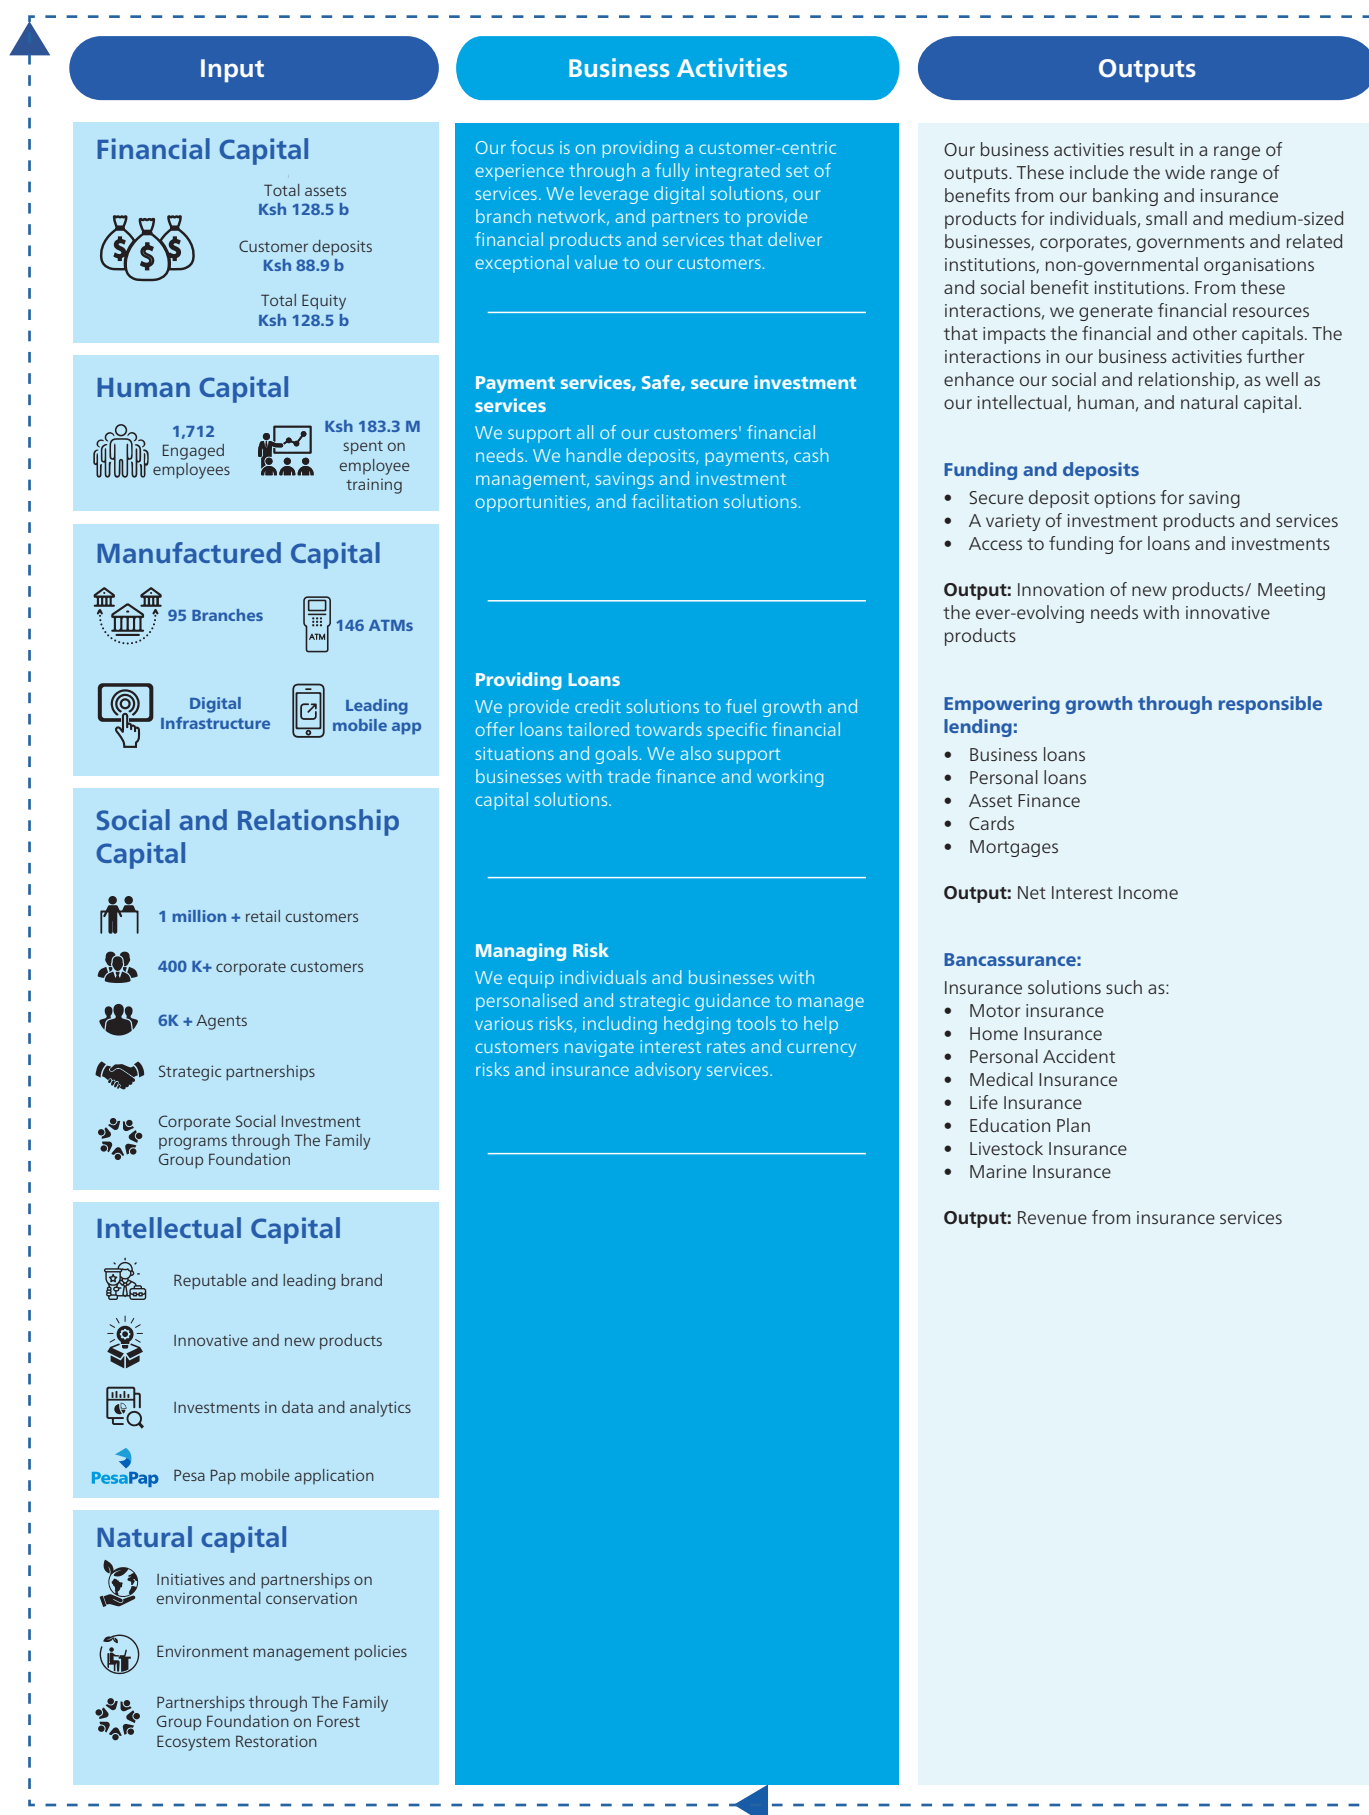 Input
Business Activities
Outputs
Financial Capital
Total assets
Ksh 128.5 b
Customer deposits
Ksh 88.9 b
Total Equity
Ksh 128.5 b
Human Capital
1,712
Engaged
employees
Ksh 183.3 M
spent on
employee
training
Manufactured Capital
95 Branches
ATM
146 ATMs
Digital
Infrastructure
Leading
mobile app
Social and Relationship
Capital
1 million + retail customers
400 K+ corporate customers
6K + Agents
Strategic partnerships
Corporate Social Investment
programs through The Family
Group Foundation
Intellectual Capital
Reputable and leading brand
Innovative and new products
Investments in data and analytics
PesaPap
Pesa Pap mobile application
Natural capital
Initiatives and partnerships on
environmental conservation
Environment management policies
Partnerships through The Family
Group Foundation on Forest
Ecosystem Restoration
Our focus is on providing a customer-centric
experience through a fully integrated set of
services. We leverage digital solutions, our
branch network, and partners to provide
financial products and services that deliver
exceptional value to our customers.
Payment services, Safe, secure investment
services
We support all of our customers' financial
needs. We handle deposits, payments, cash
management, savings and investment
opportunities, and facilitation solutions.
Providing Loans
We provide credit solutions to fuel growth and
offer loans tailored towards specific financial
situations and goals. We also support
businesses with trade finance and working
capital solutions.
Managing Risk
We equip individuals and businesses with
personalised and strategic guidance to manage
various risks, including hedging tools to help
customers navigate interest rates and currency
risks and insurance advisory services.
Our business activities result in a range of
outputs. These include the wide range of
benefits from our banking and insurance
products for individuals, small and medium-sized
businesses, corporates, governments and related
institutions, non-governmental organisations
and social benefit institutions. From these
interactions, we generate financial resources
that impacts the financial and other capitals. The
interactions in our business activities further
enhance our social and relationship, as well as
our intellectual, human, and natural capital.
Funding and deposits
• Secure deposit options for saving
• A variety of investment products and services
• Access to funding for loans and investments
Output: Innovation of new products/ Meeting
the ever-evolving needs with innovative
products
Empowering growth through responsible
lending:
• Business loans
• Personal loans
• Asset Finance
• Cards
• Mortgages
Output: Net Interest Income
Bancassurance:
Insurance solutions such as:
• Motor insurance
• Home Insurance
• Personal Accident
• Medical Insurance
• Life Insurance
• Education Plan
• Livestock Insurance
• Marine Insurance
Output: Revenue from insurance services